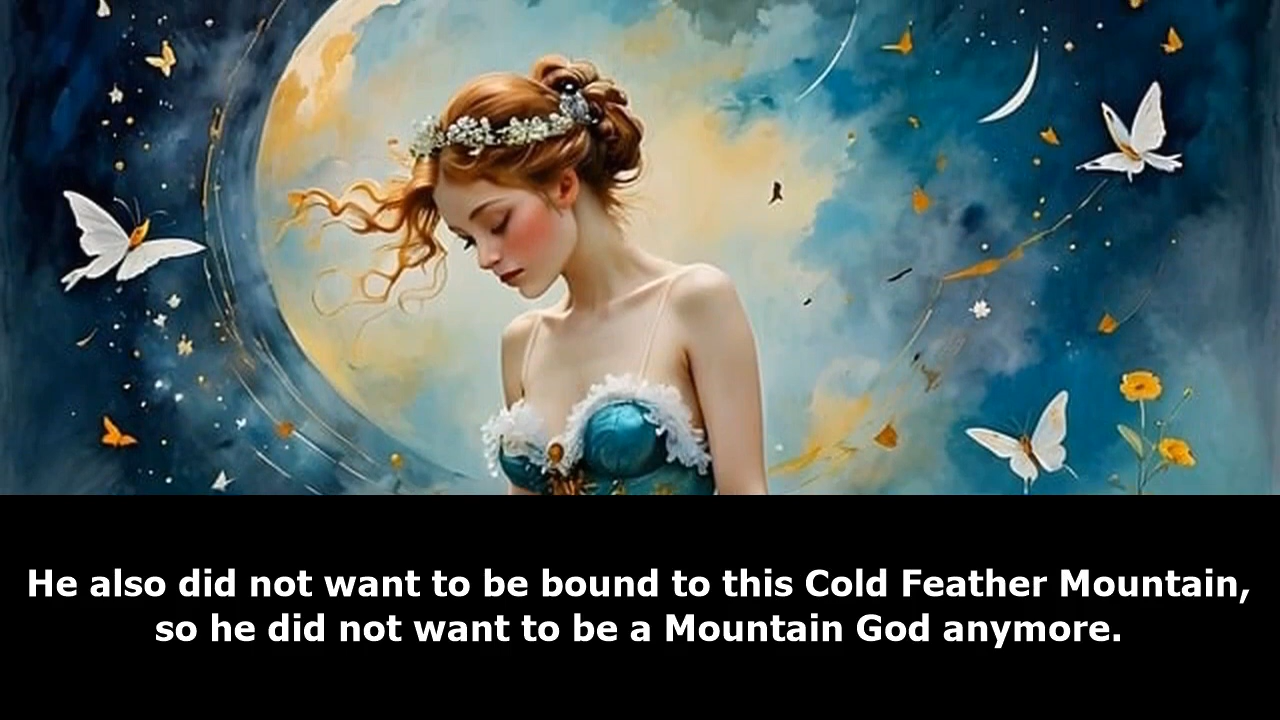 He also did not want to be bound to this Cold Feather Mountain,
so he did not want to be a Mountain God anymore.